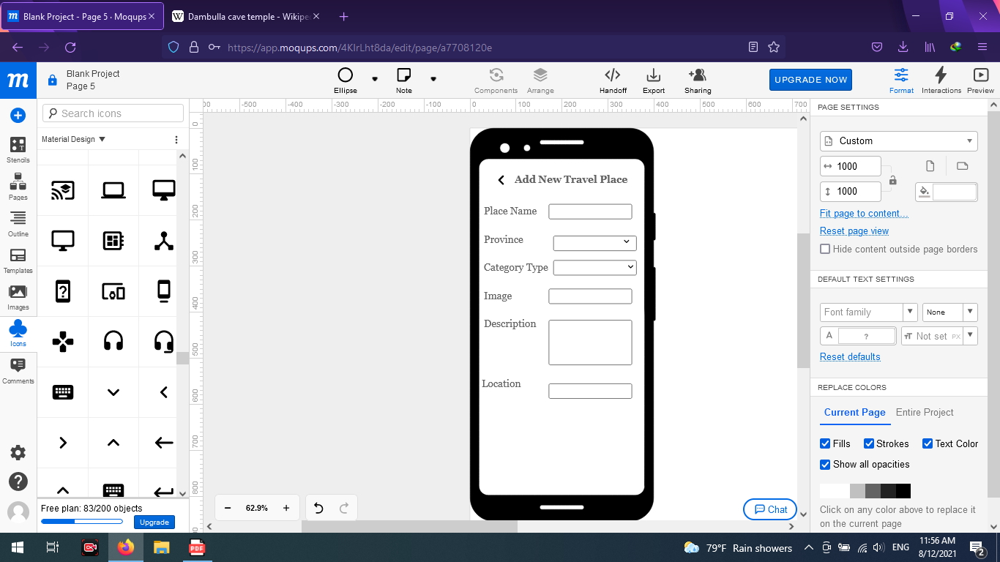 Blank Project - Page 5 · Moqups
Dambulla cave temple - Wikipe
https://app.moqups.com/4KIrLht8da/edit/page/a7708120e
m
Blank Project
Page 5
Ellipse
Note
Components
Arrange
Handoff
Export
Sharing
UPGRADE NOW
Format
Interactions
Preview
Stencils
Pages
Outline
Templates
Images
Icons
Comments
Search icons
Material Design
Free plan: 83/200 objects
Upgrade
00 -500 -400 -300 -200 -100 0 100 200 300 400 500 600 700
0
100
200
300
400
500
600
700
800
900
Add New Travel Place
Place Name
Province
Category Type
Image
Description
Location
62.9%
Chat
PAGE SETTINGS
Custom
1000
1000
Fit page to content...
Reset page view
Hide content outside page borders
DEFAULT TEXT SETTINGS
Font family
None
A ?
Not set PX
Reset defaults
REPLACE COLORS
Current Page Entire Project
Fills Strokes Text Color
Show all opacities
Click on any color above to replace it
on the current page
PDF
79°F Rain showers
ENG
11:56 AM
8/12/2021
2